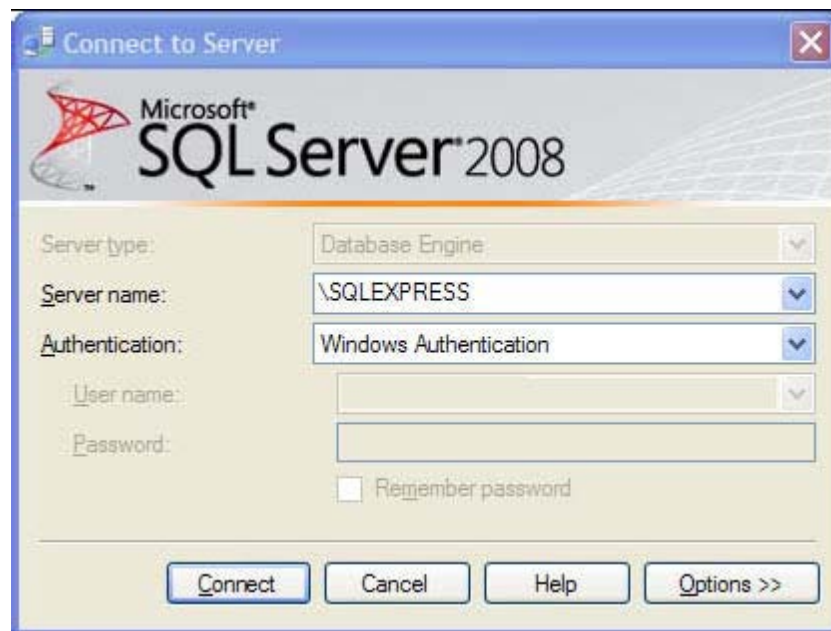 Connect to Server
Microsoft®
SQL Server® 2008
Server type: Database Engine
Server name: \SQLEXPRESS
Authentication: Windows Authentication
User name:
Password:
Remember password
Connect Cancel Help Options >>